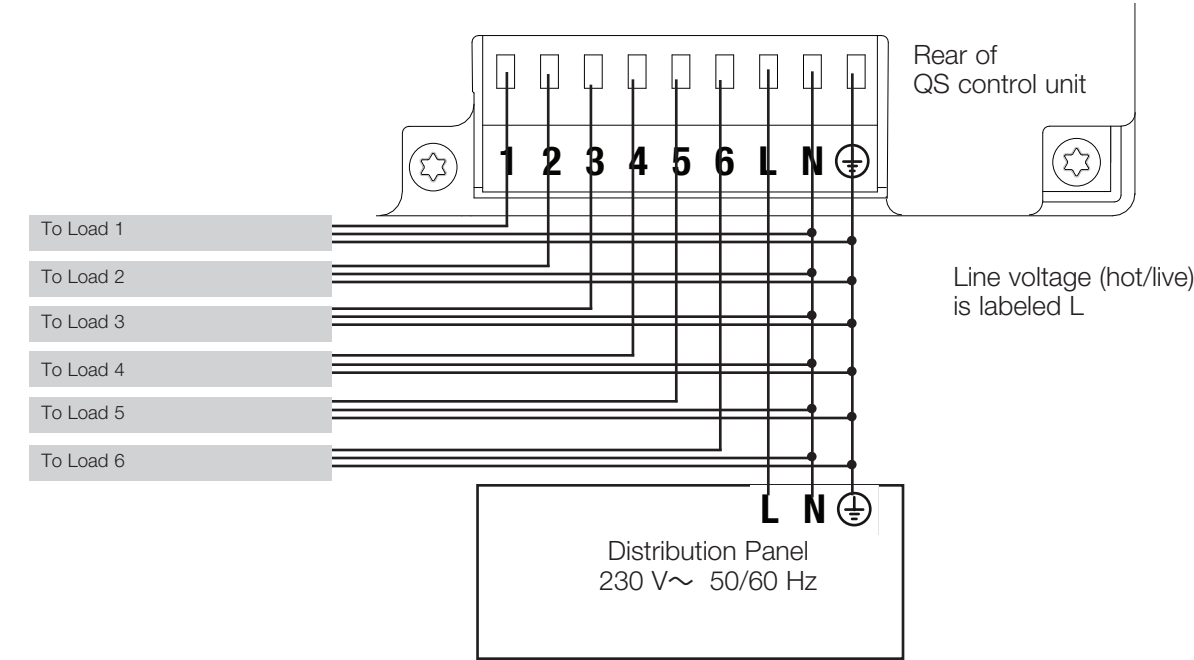 Rear of
QS control unit
1 2 3 4 5 6 L N
To Load 1
To Load 2
To Load 3
To Load 4
To Load 5
To Load 6
Line voltage (hot/live)
is labeled L
L N
Distribution Panel
230 V～ 50/60 Hz